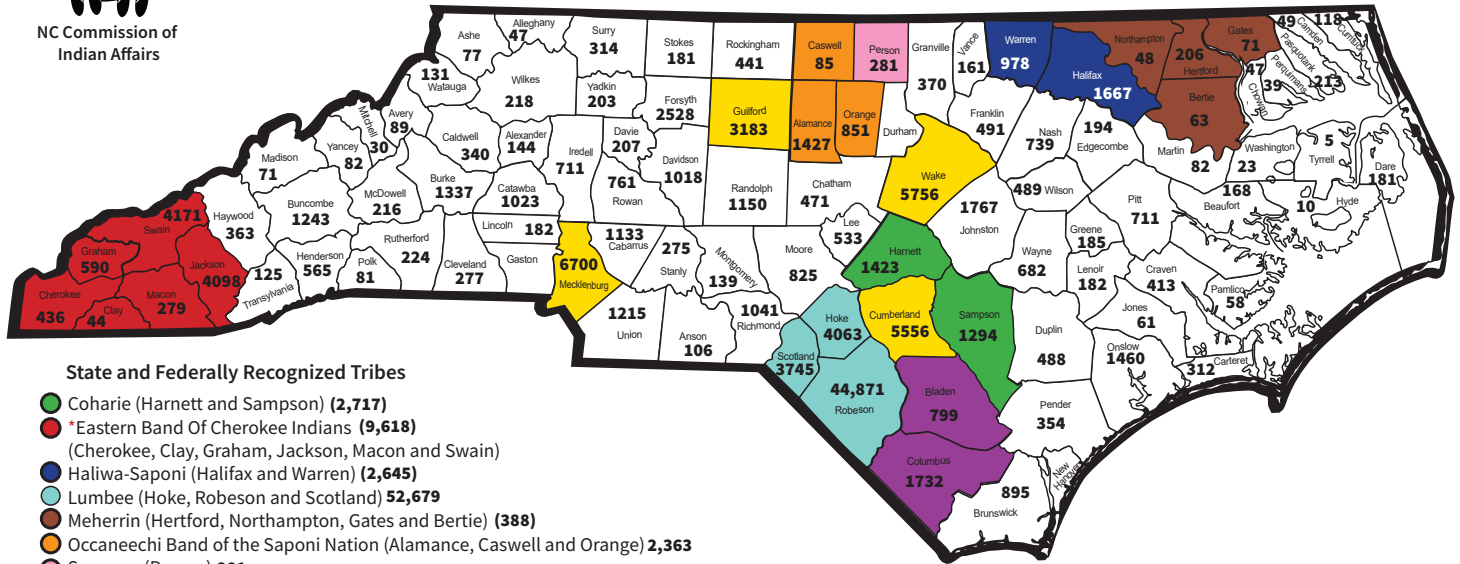 NC Commission of
Indian Affairs
Ashe
77
Alleghany
47
Surry
314
Stokes
181
Rockingham
441
Caswell
85
Person
281
Granville
370
Vance
161
Warren
978
Halifax
1667
Northampton
48
206
Hertford
Gates
71
Bertie
63
49
Camden
118
Currituck
Pasquotank
213
Perquimans
39
47
Chowan
131
Watauga
Wilkes
218
Yadkin
203
Forsyth
2528
Guilford
3183
Alamance
1427
Orange
851
Durham
Franklin
491
Nash
739
194
Edgecombe
Martin
82
Washington
23
5
Tyrrell
Dare
181
Mitchell
30
Avery
89
Yancey
82
Madison
71
Caldwell
340
Alexander
144
Iredell
711
Davie
207
Davidson
1018
761
Rowan
Randolph
1150
Chatham
471
Wake
5756
1767
Johnston
489 Wilson
Pitt
711
168
Beaufort
10
Hyde
4171
Swain
Haywood
363
Buncombe
1243
McDowell
216
Burke
1337
Catawba
1023
Lincoln 182
Gaston
Graham
590
Cherokee
436
Clay
44
Macon
279
Jackson
4098
125
Transylvania
Henderson
565
Polk
81
Rutherford
224
Cleveland
277
6700
Mecklenburg
1133
Cabarrus
275
Stanly
139
Montgomery
Moore
825
Lee
533
Harnett
1423
Wayne
682
Greene
185
Lenoir
182
Craven
413
Pamlico
58
Jones
61
1215
Union
Anson
106
1041
Richmond
Hoke
4063
Scotland
3745
44,871
Robeson
Cumberland
5556
Sampson
1294
Duplin
488
Onslow
1460
312
Carteret
Bladen
799
Columbus
1732
Pender
354
New
Hanover
895
Brunswick
State and Federally Recognized Tribes
Coharie (Harnett and Sampson) (2,717)
*Eastern Band Of Cherokee Indians (9,618)
(Cherokee, Clay, Graham, Jackson, Macon and Swain)
Haliwa-Saponi (Halifax and Warren) (2,645)
Lumbee (Hoke, Robeson and Scotland) 52,679
Meherrin (Hertford, Northampton, Gates and Bertie) (388)
Occaneechi Band of the Saponi Nation (Alamance, Caswell and Orange) 2,363